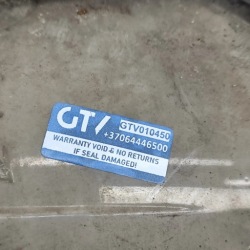 GTV GTV010450
+37064446500
WARRANTY VOID & NO RETURNS
IF SEAL DAMAGED!